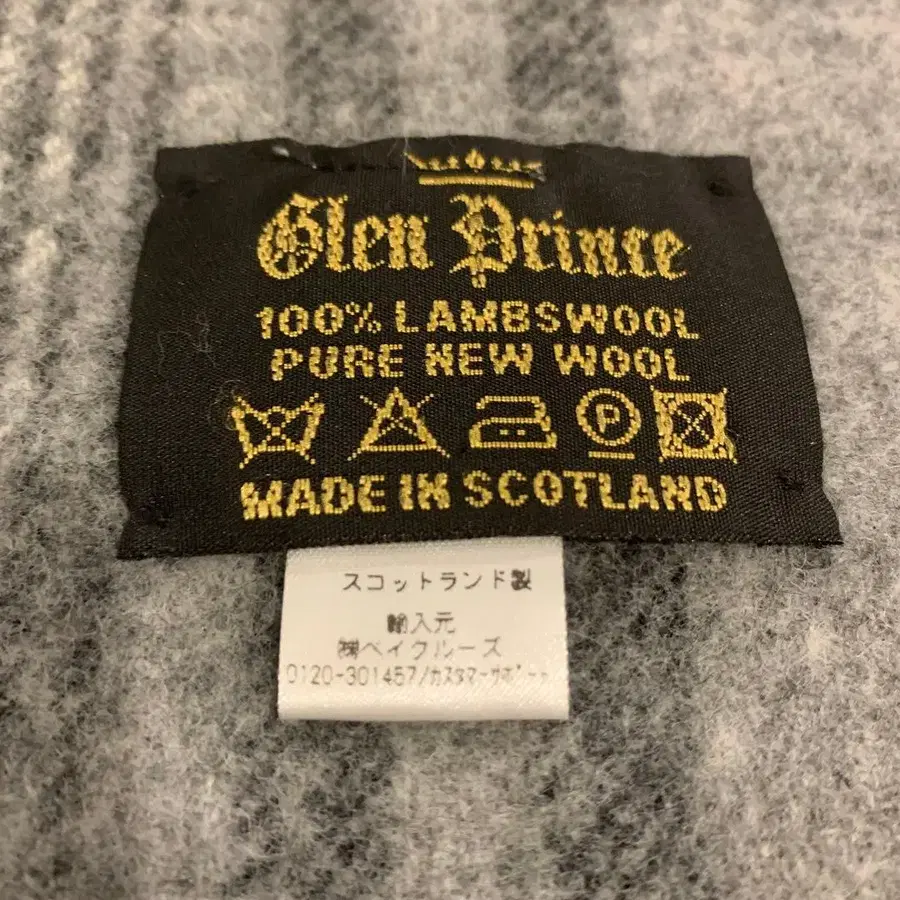 Glen Prince
100% LAMBSWOOL
PURE NEW WOOL
P
MADE IN SCOTLAND
スコットランド製
輸入元
㈱ベイクルーズ
0120-301457/カスタマーサポート